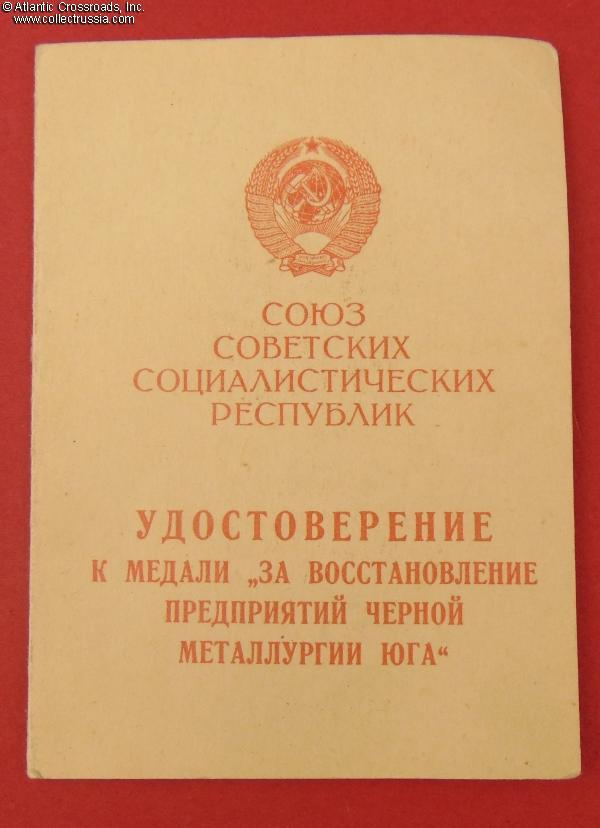 © Atlantic Crossroads, Inc.
www.collectrussia.com
СОЮЗ
СОВЕТСКИХ
СОЦИАЛИСТИЧЕСКИХ
РЕСПУБЛИК
УДОСТОВЕРЕНИЕ
К МЕДАЛИ „ЗА ВОССТАНОВЛЕНИЕ
ПРЕДПРИЯТИЙ ЧЕРНОЙ
МЕТАЛЛУРГИИ ЮГА“